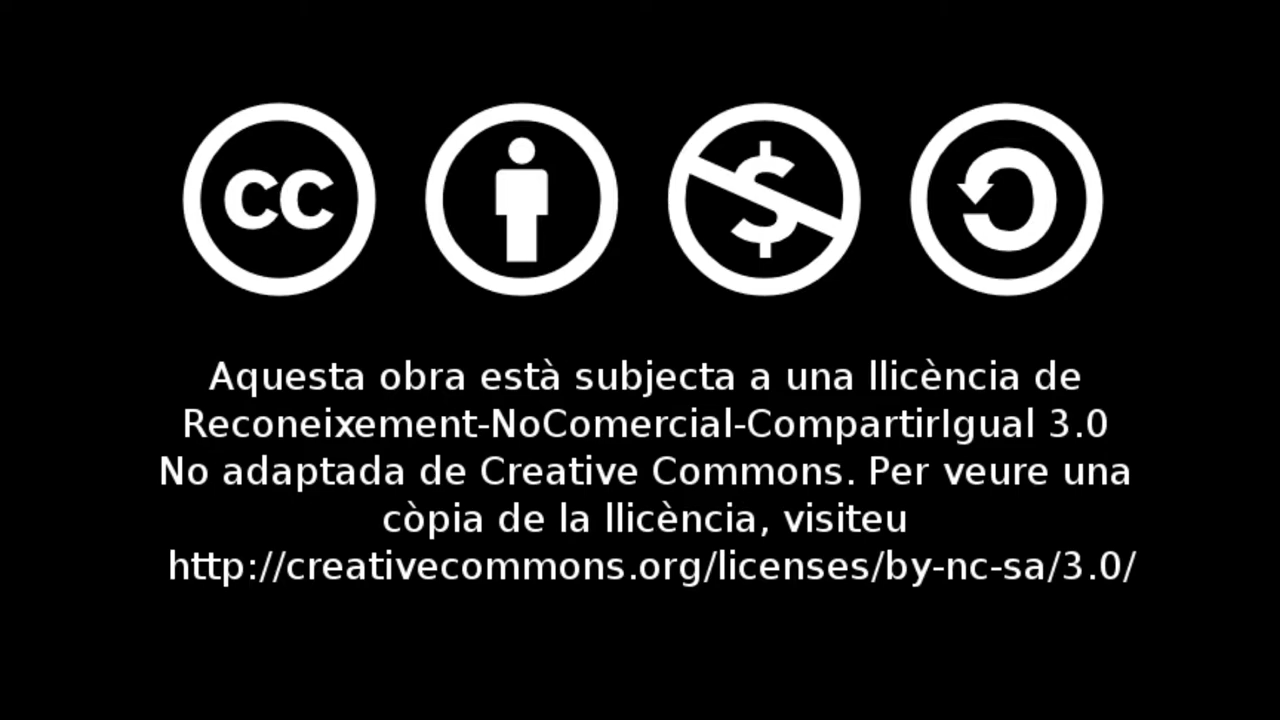 cc
$
Aquesta obra està subjecta a una llicència de
Reconeixement-NoComercial-CompartirIgual 3.0
No adaptada de Creative Commons. Per veure una
còpia de la llicència, visiteu
http://creativecommons.org/licenses/by-nc-sa/3.0/